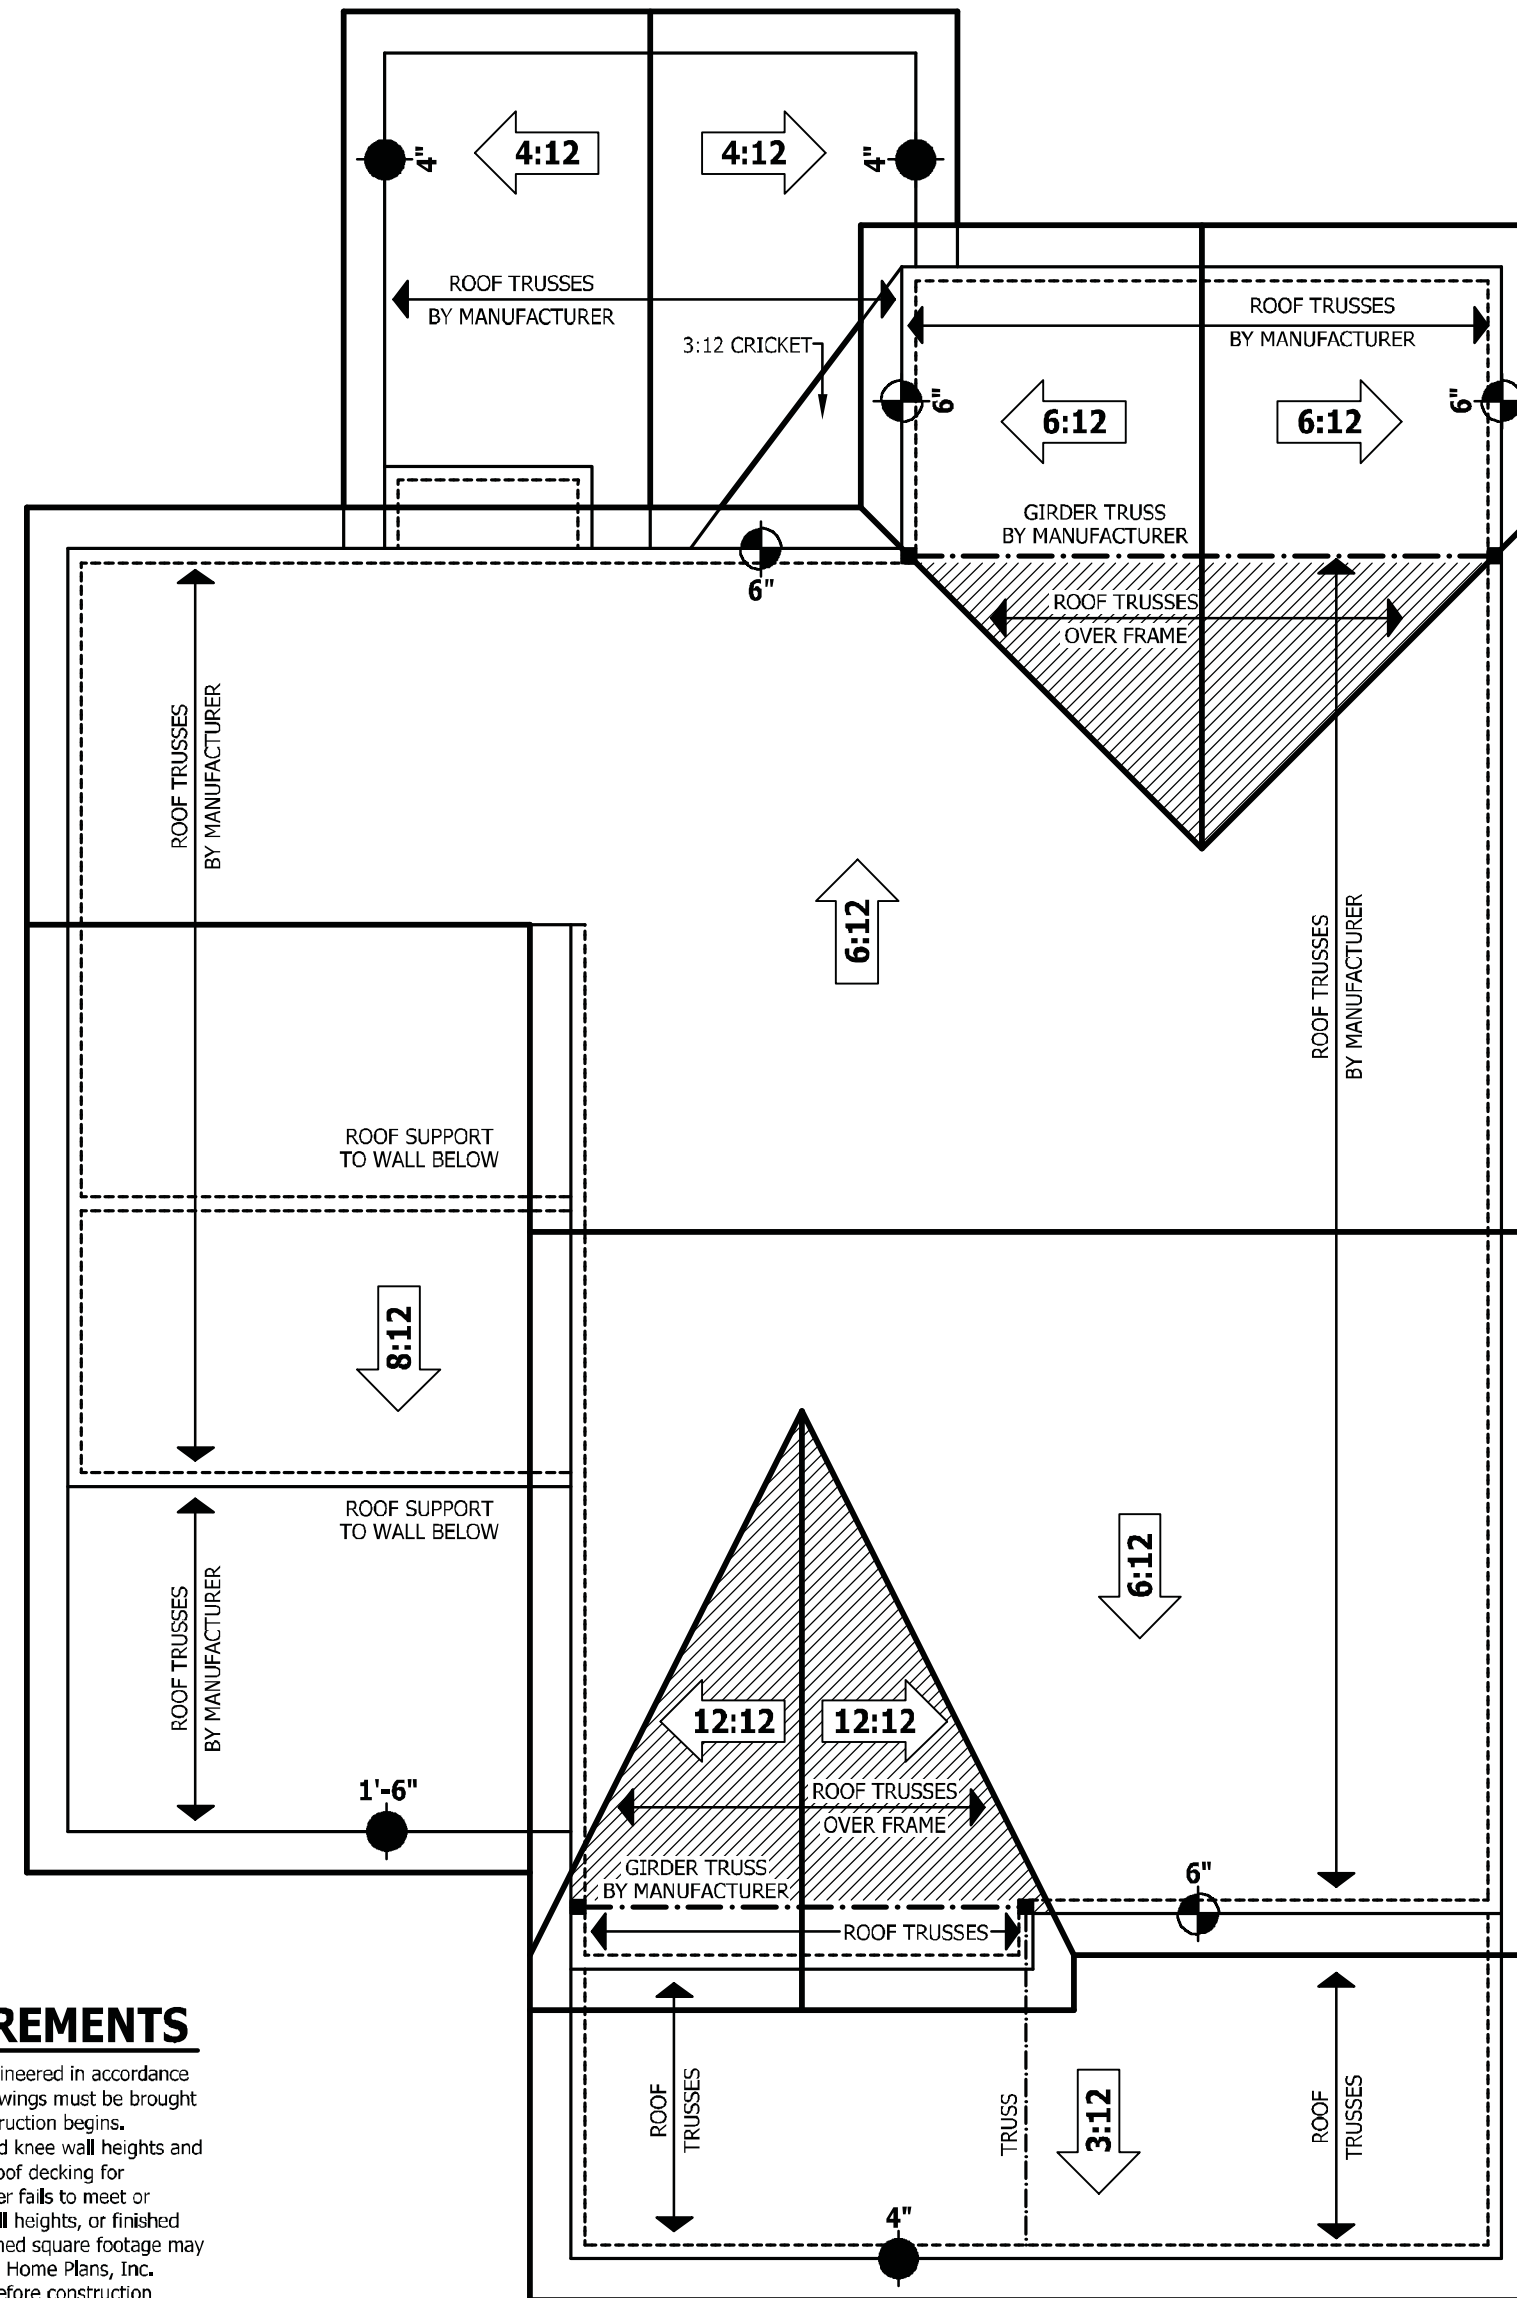 4:12
4:12
4"
4"
ROOF TRUSSES
BY MANUFACTURER
3:12 CRICKET
ROOF TRUSSES
BY MANUFACTURER
6"
6"
6:12
6:12
GIRDER TRUSS
BY MANUFACTURER
6"
ROOF TRUSSES
OVER FRAME
ROOF TRUSSES
BY MANUFACTURER
6:12
ROOF TRUSSES
BY MANUFACTURER
ROOF SUPPORT
TO WALL BELOW
8:12
ROOF SUPPORT
TO WALL BELOW
ROOF TRUSSES
BY MANUFACTURER
6:12
12:12
12:12
1'-6"
ROOF TRUSSES
OVER FRAME
GIRDER TRUSS
BY MANUFACTURER
6"
ROOF TRUSSES
ROOF
TRUSSES
TRUSS
3:12
ROOF
TRUSSES
4"
REMENTS
ineered in accordance
wings must be brought
ruction begins.
d knee wall heights and
oof decking for
er fails to meet or
ll heights, or finished
hed square footage may
Home Plans, Inc.
efore construction